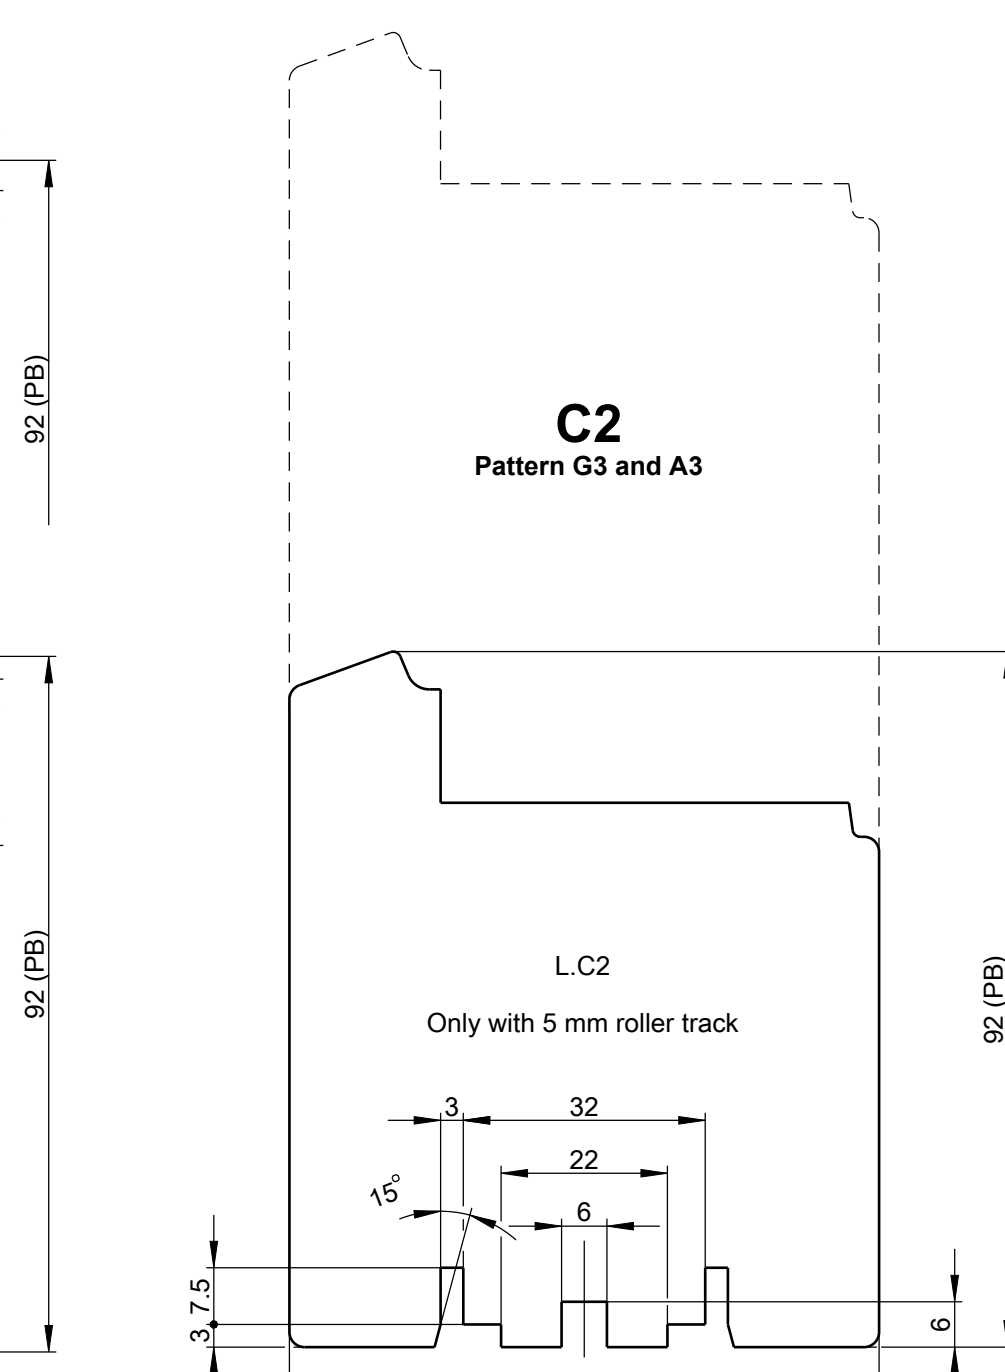 92 (PB)
C2
Pattern G3 and A3
92 (PB)
L.C2
Only with 5 mm roller track
92 (PB)
3
32
22
15°
6
7.5
3
6